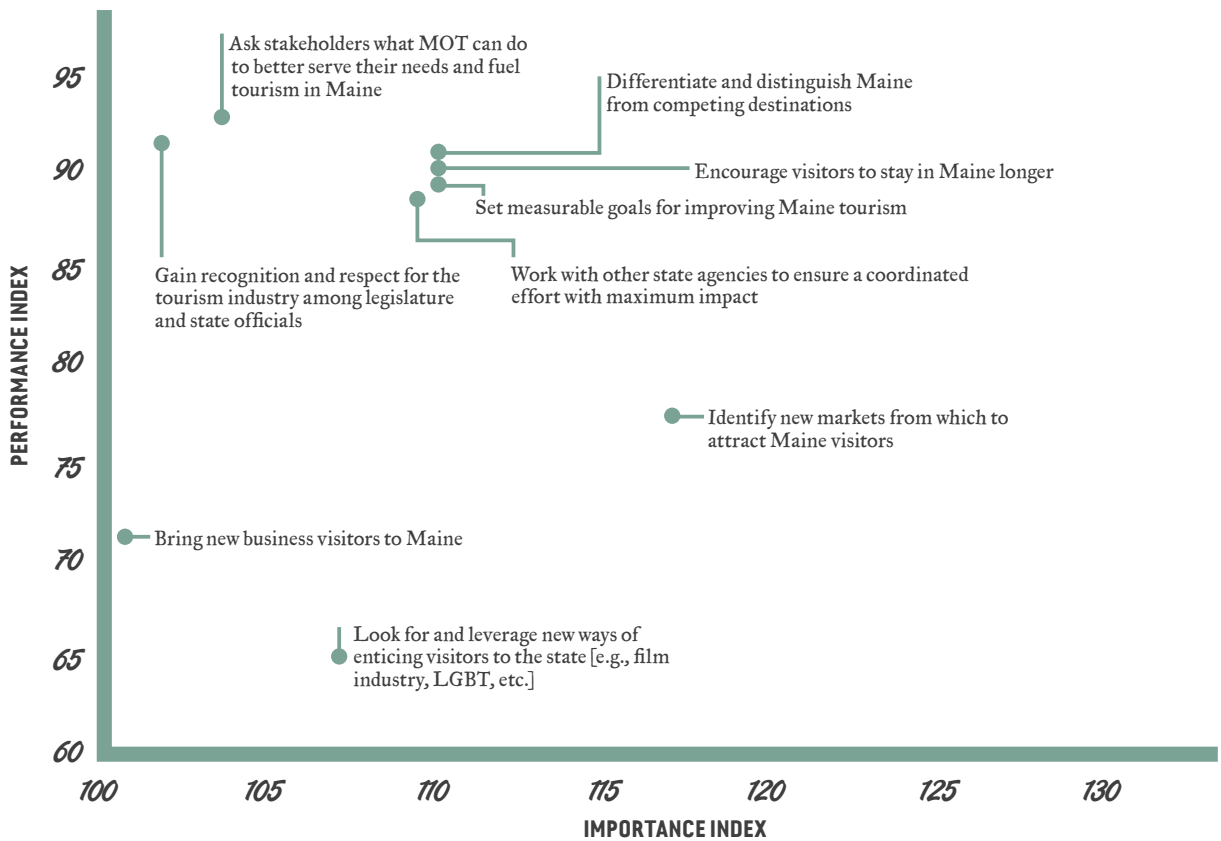 Ask stakeholders what MOT can do
to better serve their needs and fuel
tourism in Maine
Differentiate and distinguish Maine
from competing destinations
Encourage visitors to stay in Maine longer
Set measurable goals for improving Maine tourism
Gain recognition and respect for the
tourism industry among legislature
and state officials
Work with other state agencies to ensure a coordinated
effort with maximum impact
Identify new markets from which to
attract Maine visitors
Bring new business visitors to Maine
Look for and leverage new ways of
enticing visitors to the state [e.g., film
industry, LGBT, etc.]
PERFORMANCE INDEX
95
90
85
80
75
70
65
60
100 105 110 115 120 125 130
IMPORTANCE INDEX